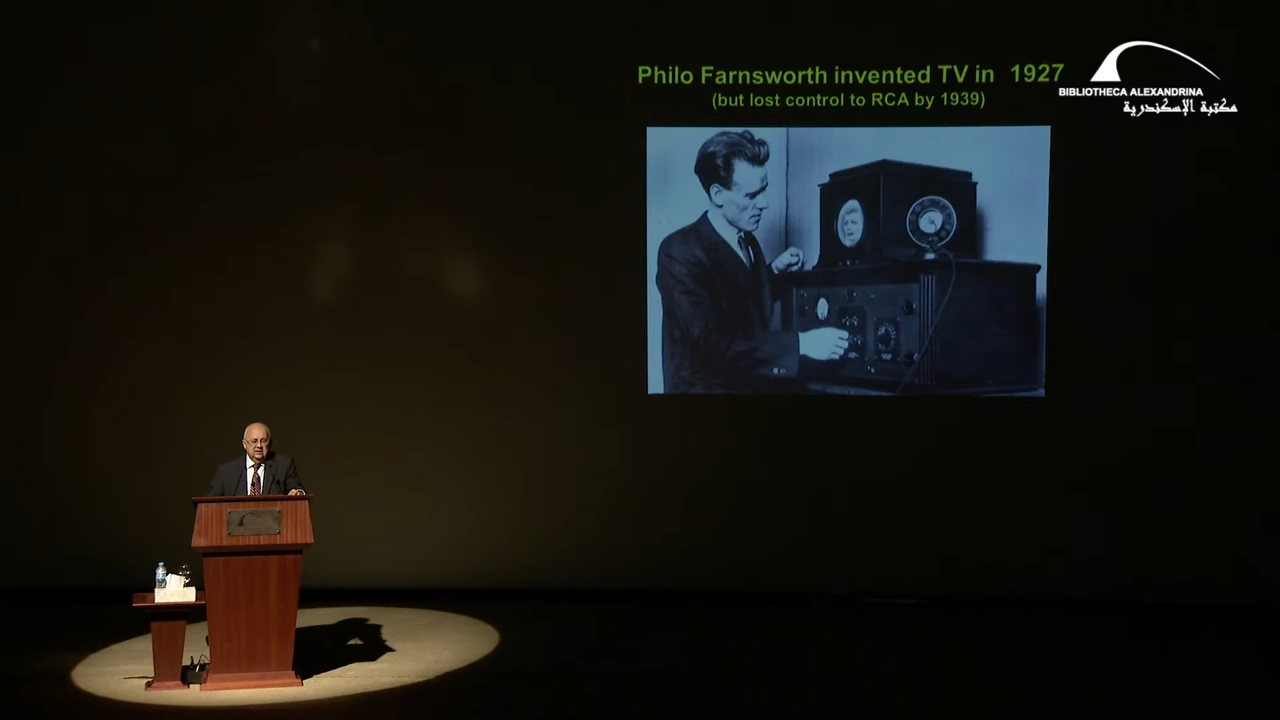 Philo Farnsworth invented TV in 1927
(but lost control to RCA by 1939)
BIBLIOTHECA ALEXANDRINA
مكتبة الإسكندرية